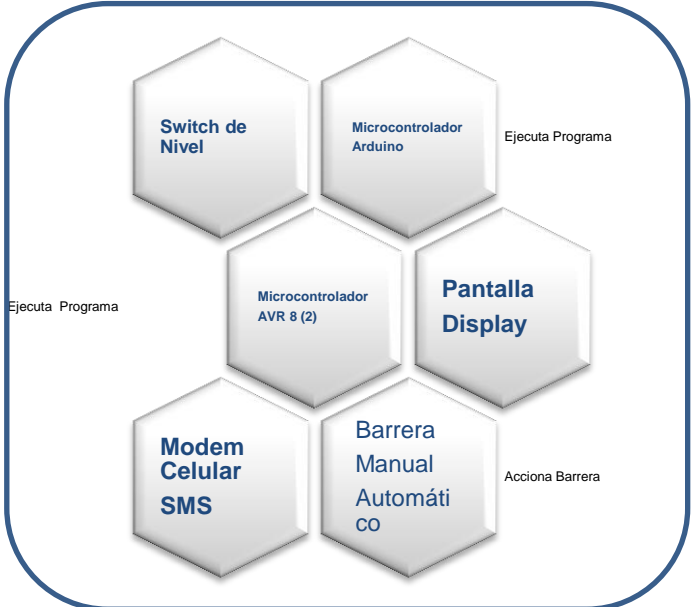 Switch de
Nivel
Microcontrolador
Arduino
Ejecuta Programa
Ejecuta Programa
Microcontrolador
AVR 8 (2)
Pantalla
Display
Modem
Celular
SMS
Barrera
Manual
Automáti
co
Acciona Barrera